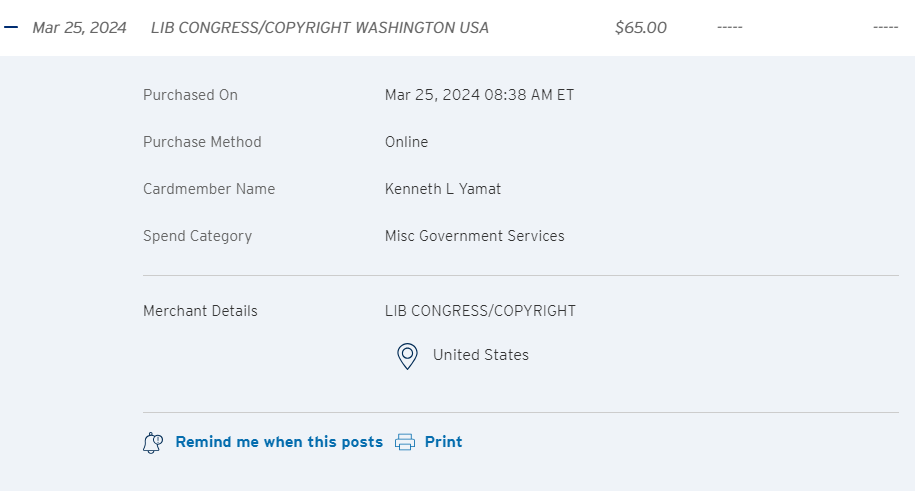 Mar 25, 2024 LIB CONGRESS/COPYRIGHT WASHINGTON USA $65.00 ----- -----
Purchased On Mar 25, 2024 08:38 AM ET
Purchase Method Online
Cardmember Name Kenneth L Yamat
Spend Category Misc Government Services
Merchant Details LIB CONGRESS/COPYRIGHT
United States
Remind me when this posts Print